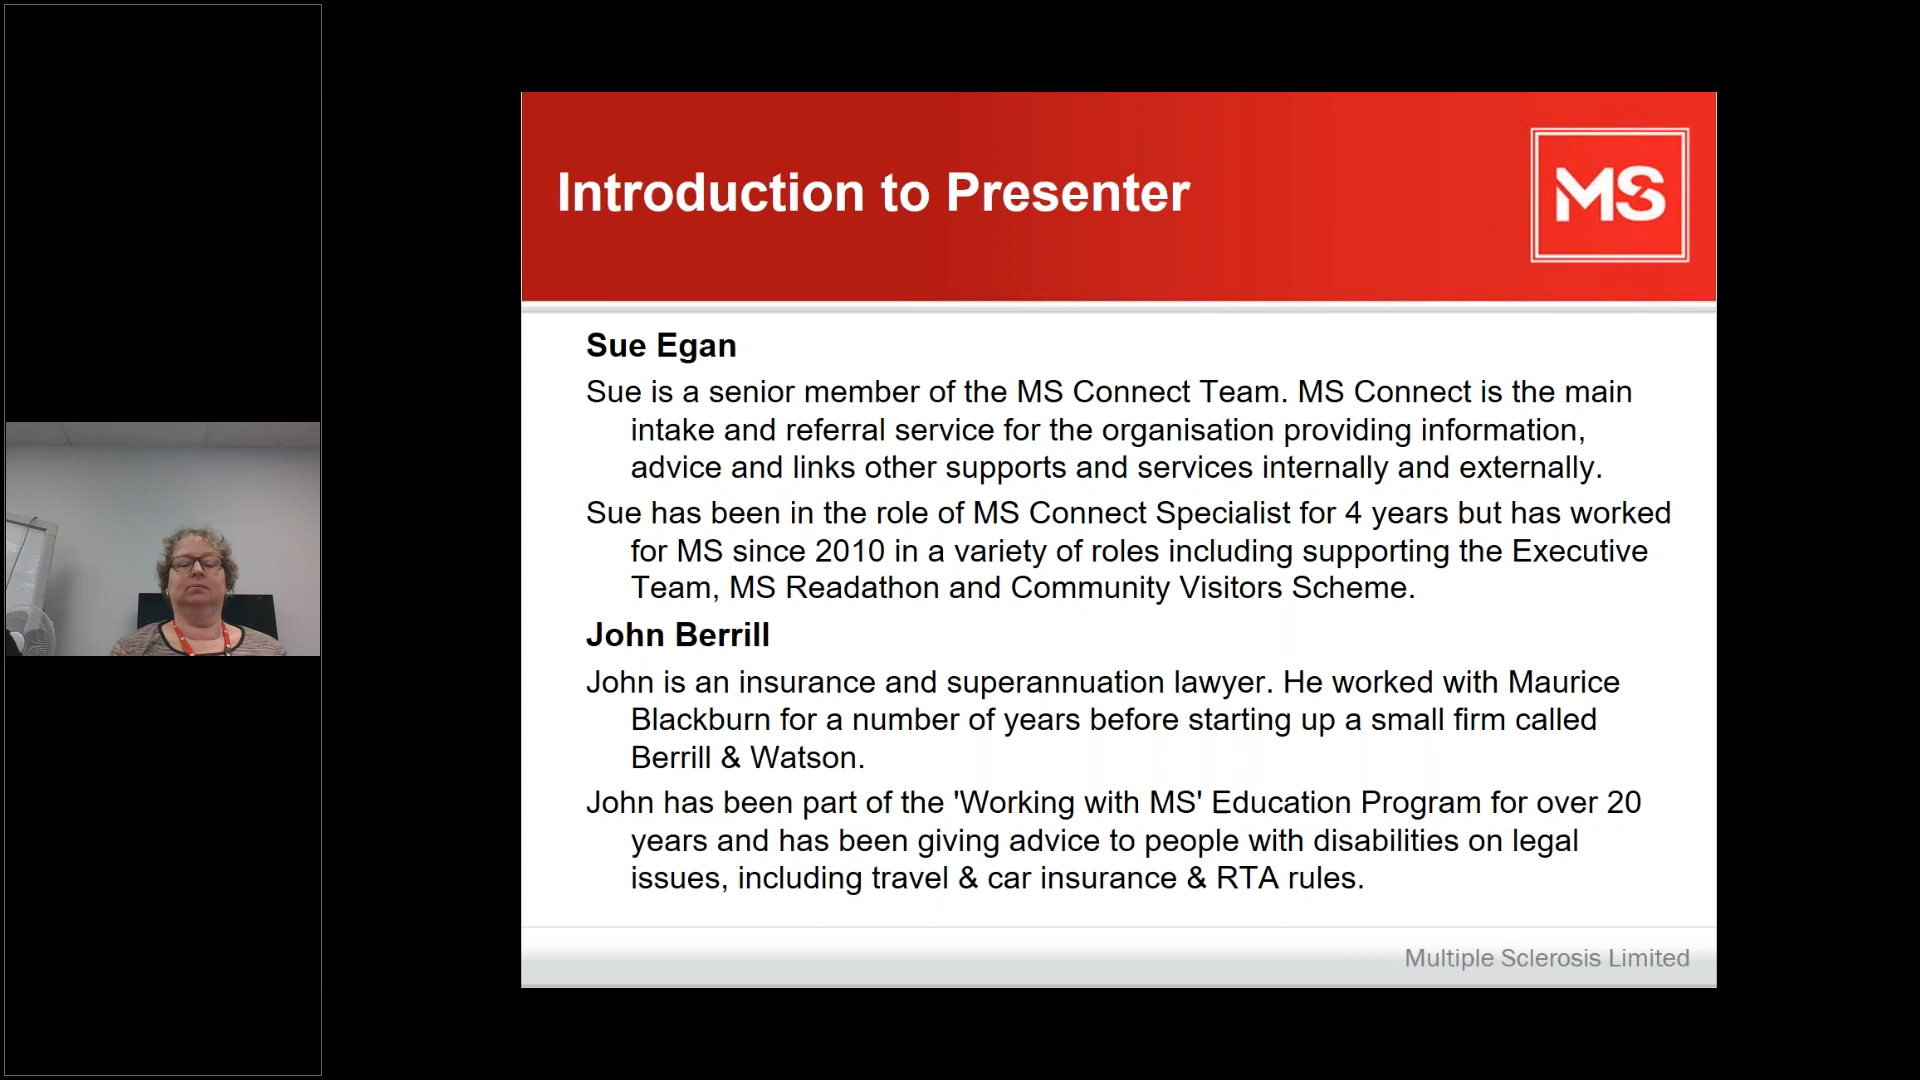 Introduction to Presenter
MS
Sue Egan
Sue is a senior member of the MS Connect Team. MS Connect is the main
intake and referral service for the organisation providing information,
advice and links other supports and services internally and externally.
Sue has been in the role of MS Connect Specialist for 4 years but has worked
for MS since 2010 in a variety of roles including supporting the Executive
Team, MS Readathon and Community Visitors Scheme.
John Berrill
John is an insurance and superannuation lawyer. He worked with Maurice
Blackburn for a number of years before starting up a small firm called
Berrill & Watson.
John has been part of the 'Working with MS' Education Program for over 20
years and has been giving advice to people with disabilities on legal
issues, including travel & car insurance & RTA rules.
Multiple Sclerosis Limited